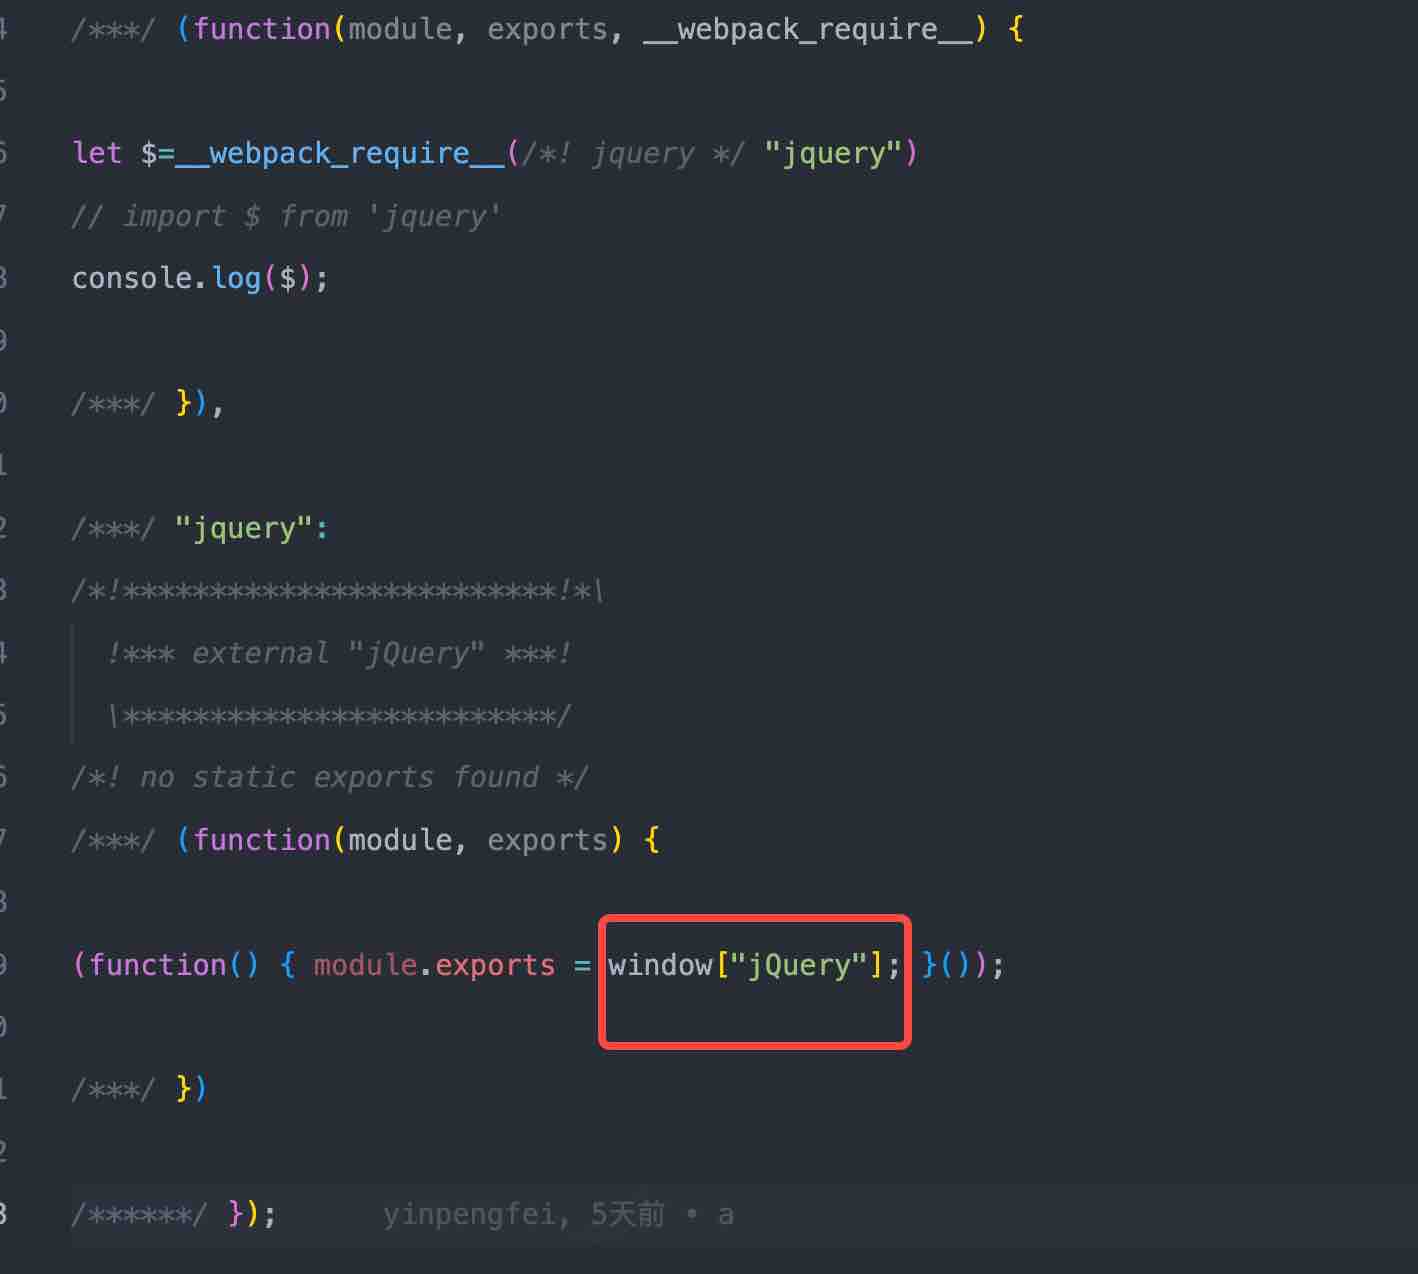 4 /***/ (function(module, exports, __webpack_require__) {
5
6 let $=__webpack_require__(/*! jquery */ "jquery")
7 // import $ from 'jquery'
8 console.log($);
9
0 /***/ }),
1
2 /***/ "jquery":
3 /*!*************************!*\
4 !*** external "jQuery" ***!
5 \*************************/
6 /*! no static exports found */
7 /***/ (function(module, exports) {
8
9 (function() { module.exports = window["jQuery"]; }());
0
1 /***/ })
2
3 /******/ }); yinpengfei, 5天前 • a